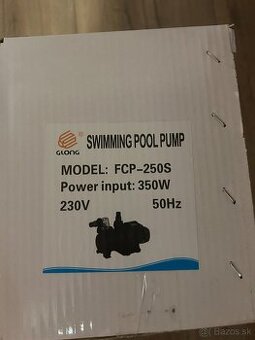 GLONG
SWIMMING POOL PUMP
MODEL: FCP-250S
Power input: 350W
230V 50Hz
Bazos.sk